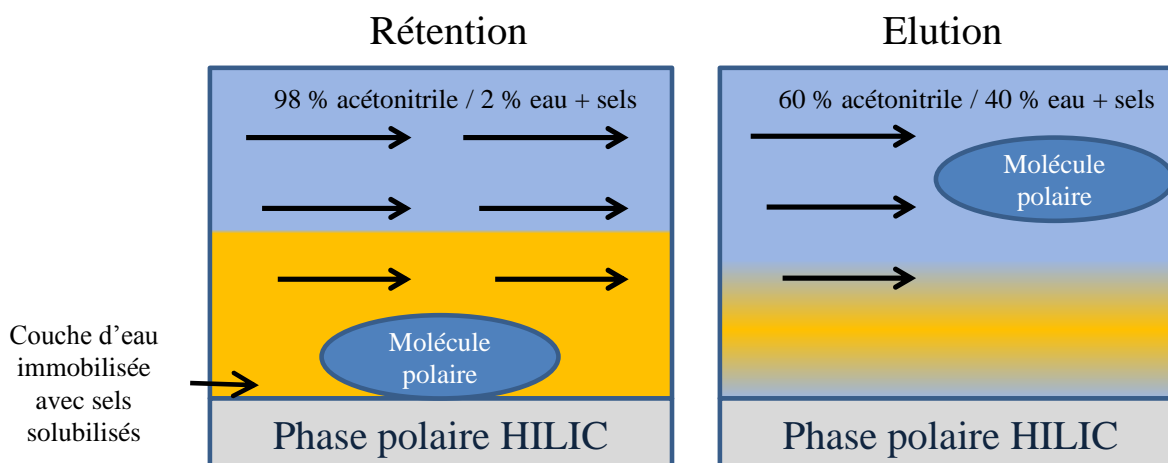 Rétention
98 % acétonitrile / 2 % eau + sels
Couche d'eau
immobilisée
avec sels
solubilisés
Molécule
polaire
Phase polaire HILIC
Elution
60 % acétonitrile / 40 % eau + sels
Molécule
polaire
Phase polaire HILIC